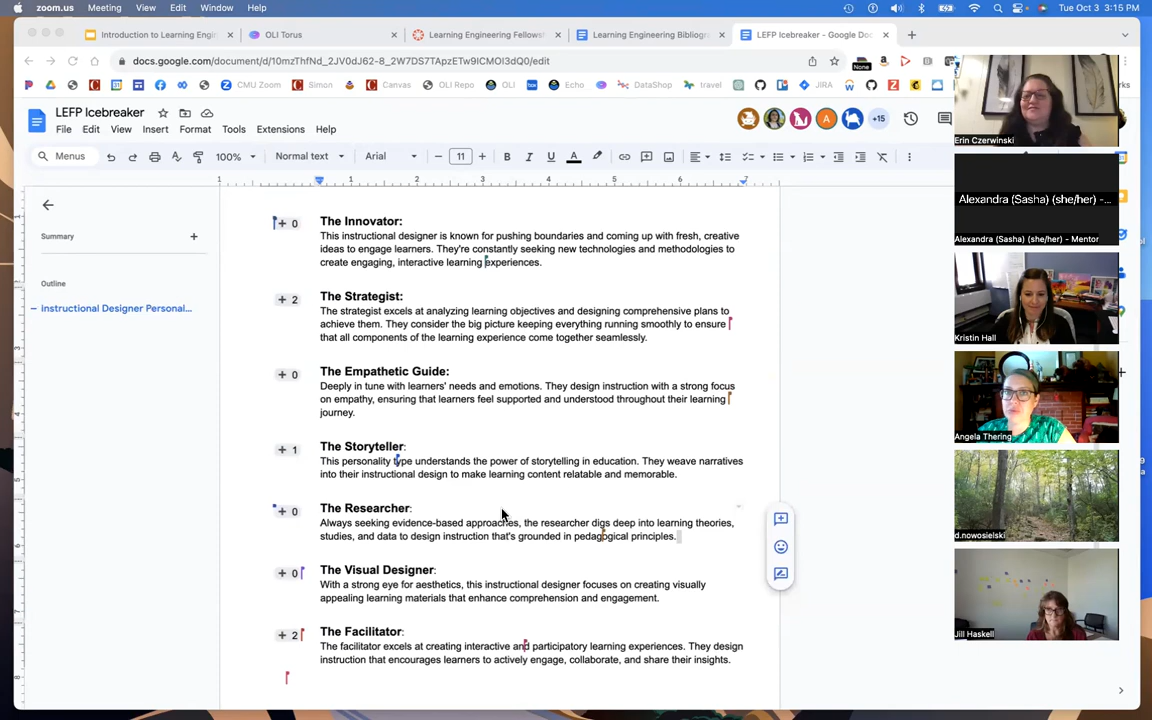 zoom.us Meeting View Edit Window Help
Tue Oct 3 3:15 PM
Introduction to Learning Engin
OLI Torus
Learning Engineering Fellows
Learning Engineering Bibliogra
LEFP Icebreaker - Google Doc
docs.google.com/document/d/10mzThfNd_2JV0dJ62-8_2W7DS7TApzETw9ICMOI3dQ0/edit
None
CMU Zoom
Simon
Canvas
OLI Repo
OLI
Echo
DataShop
travel
JIRA
LEFP Icebreaker
File Edit View Insert Format Tools Extensions Help
+15
Menus
100%
Normal text
Arial
11
1 1 2 3 4 5 6 7
Summary
Outline
Instructional Designer Personal...
+ 0
The Innovator:
This instructional designer is known for pushing boundaries and coming up with fresh, creative
ideas to engage learners. They're constantly seeking new technologies and methodologies to
create engaging, interactive learning experiences.
+ 2
The Strategist:
The strategist excels at analyzing learning objectives and designing comprehensive plans to
achieve them. They consider the big picture keeping everything running smoothly to ensure
that all components of the learning experience come together seamlessly.
+ 0
The Empathetic Guide:
Deeply in tune with learners' needs and emotions. They design instruction with a strong focus
on empathy, ensuring that learners feel supported and understood throughout their learning
journey.
+ 1
The Storyteller:
This personality type understands the power of storytelling in education. They weave narratives
into their instructional design to make learning content relatable and memorable.
+ 0
The Researcher:
Always seeking evidence-based approaches, the researcher digs deep into learning theories,
studies, and data to design instruction that's grounded in pedagogical principles.
+ 0
The Visual Designer:
With a strong eye for aesthetics, this instructional designer focuses on creating visually
appealing learning materials that enhance comprehension and engagement.
+ 2
The Facilitator:
The facilitator excels at creating interactive and participatory learning experiences. They design
instruction that encourages learners to actively engage, collaborate, and share their insights.
Erin Czerwinski
Alexandra (Sasha) (she/her) -...
Alexandra (Sasha) (she/her) - Mentor
Kristin Hall
Angela Thering
d.nowosielski
Jill Haskell